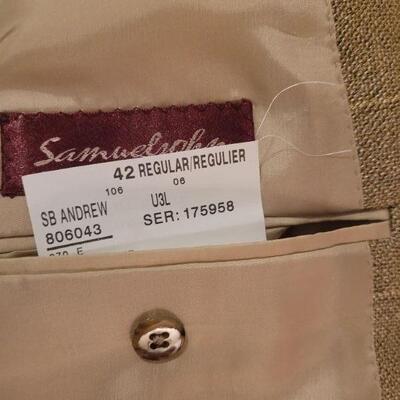 Samuelsohn
42 REGULAR/REGULIER
106 06
SB ANDREW U3L
806043 SER: 175958